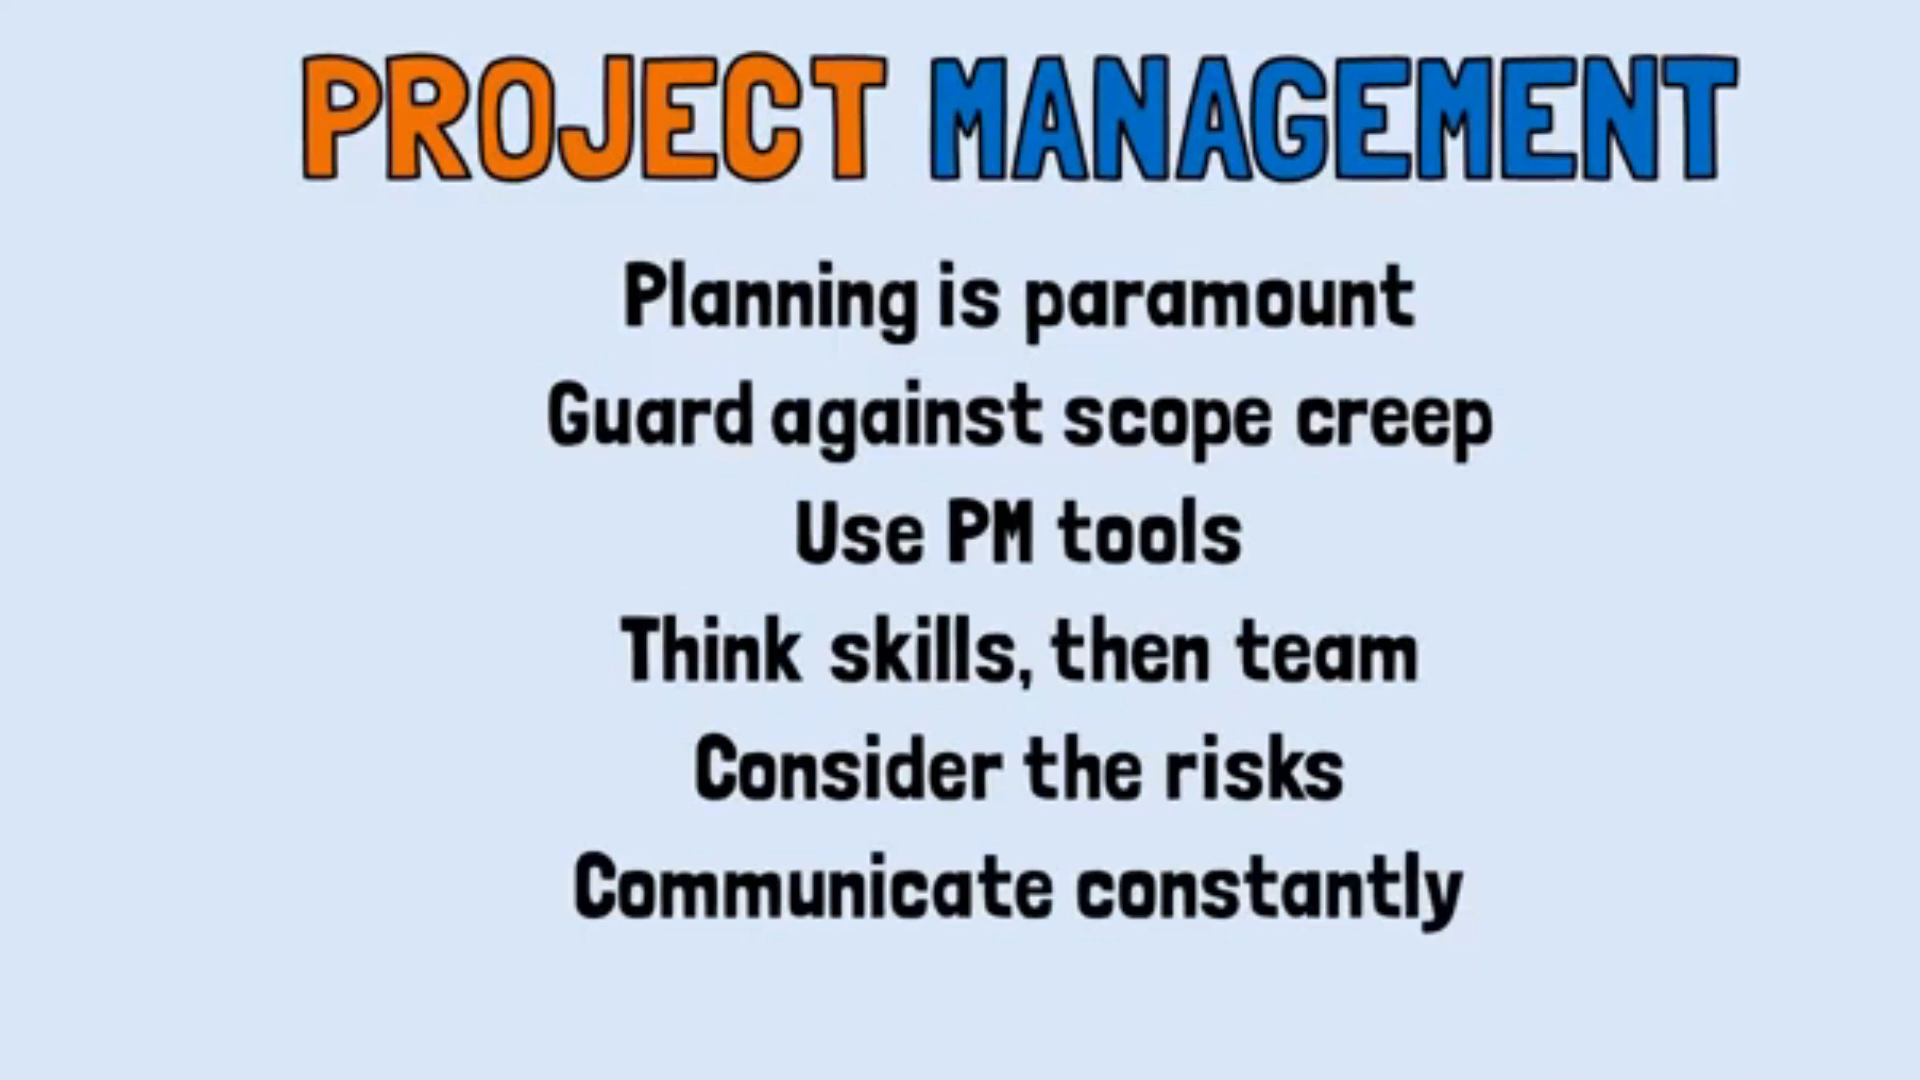 PROJECT MANAGEMENT
Planning is paramount
Guard against scope creep
Use PM tools
Think skills, then team
Consider the risks
Communicate constantly